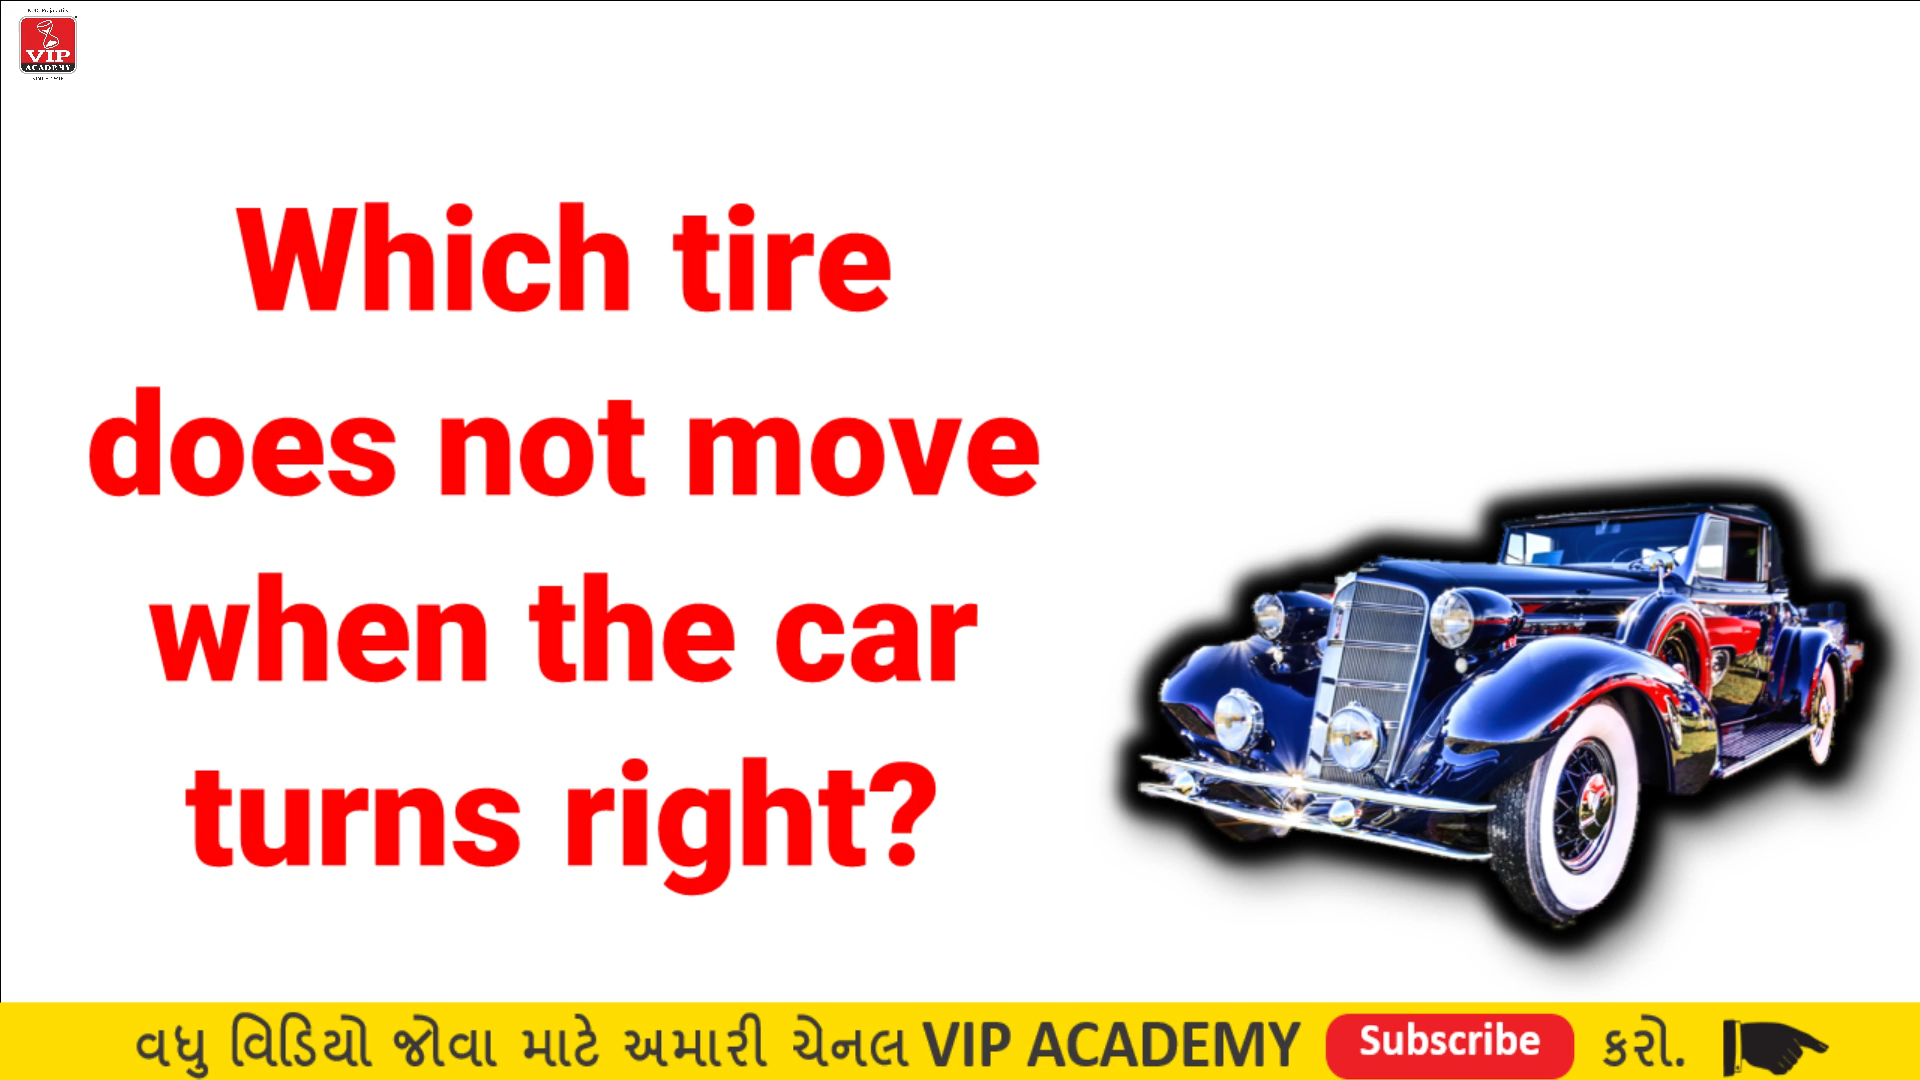 VIP
ACADEMY
Which tire
does not move
when the car
turns right?
વધુ વિડિયો જોવા માટે અમારી ચેનલ VIP ACADEMY Subscribe કરો.